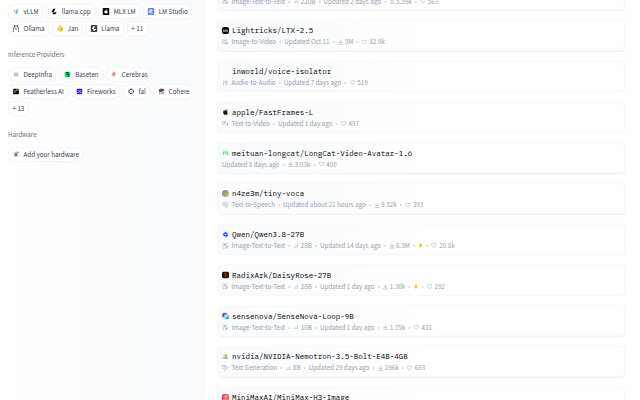 vLLM llama.cpp MLX LM LM Studio
Ollama Jan Llama + 11
Inference Providers
DeepInfra Baseten Cerebras
Featherless AI Fireworks fal Cohere
+ 13
Hardware
Add your hardware
Lightricks/LTX-2.5
Image-to-Video • Updated Oct 11 • 3M • 32.9k
inworld/voice-isolator
Audio-to-Audio • Updated 7 days ago • 519
apple/FastFrames-L
Text-to-Video • Updated 1 day ago • 497
meituan-longcat/LongCat-Video-Avatar-1.6
Updated 8 days ago • 3.03k • 400
n4ze3m/tiny-voca
Text-to-Speech • Updated about 21 hours ago • 9.52k • 393
Qwen/Qwen3.8-27B
Image-Text-to-Text • 28B • Updated 14 days ago • 6.3M • 20.8k
RadixArk/DaisyRose-27B
Image-Text-to-Text • 28B • Updated 1 day ago • 1.38k • 292
sensenova/SenseNova-Loop-9B
Image-Text-to-Text • 10B • Updated 1 day ago • 1.75k • 431
nvidia/NVIDIA-Nemotron-3.5-Bolt-E4B-4GB
Text Generation • 8B • Updated 29 days ago • 196k • 693
MiniMaxAI/MiniMax-H3-Image